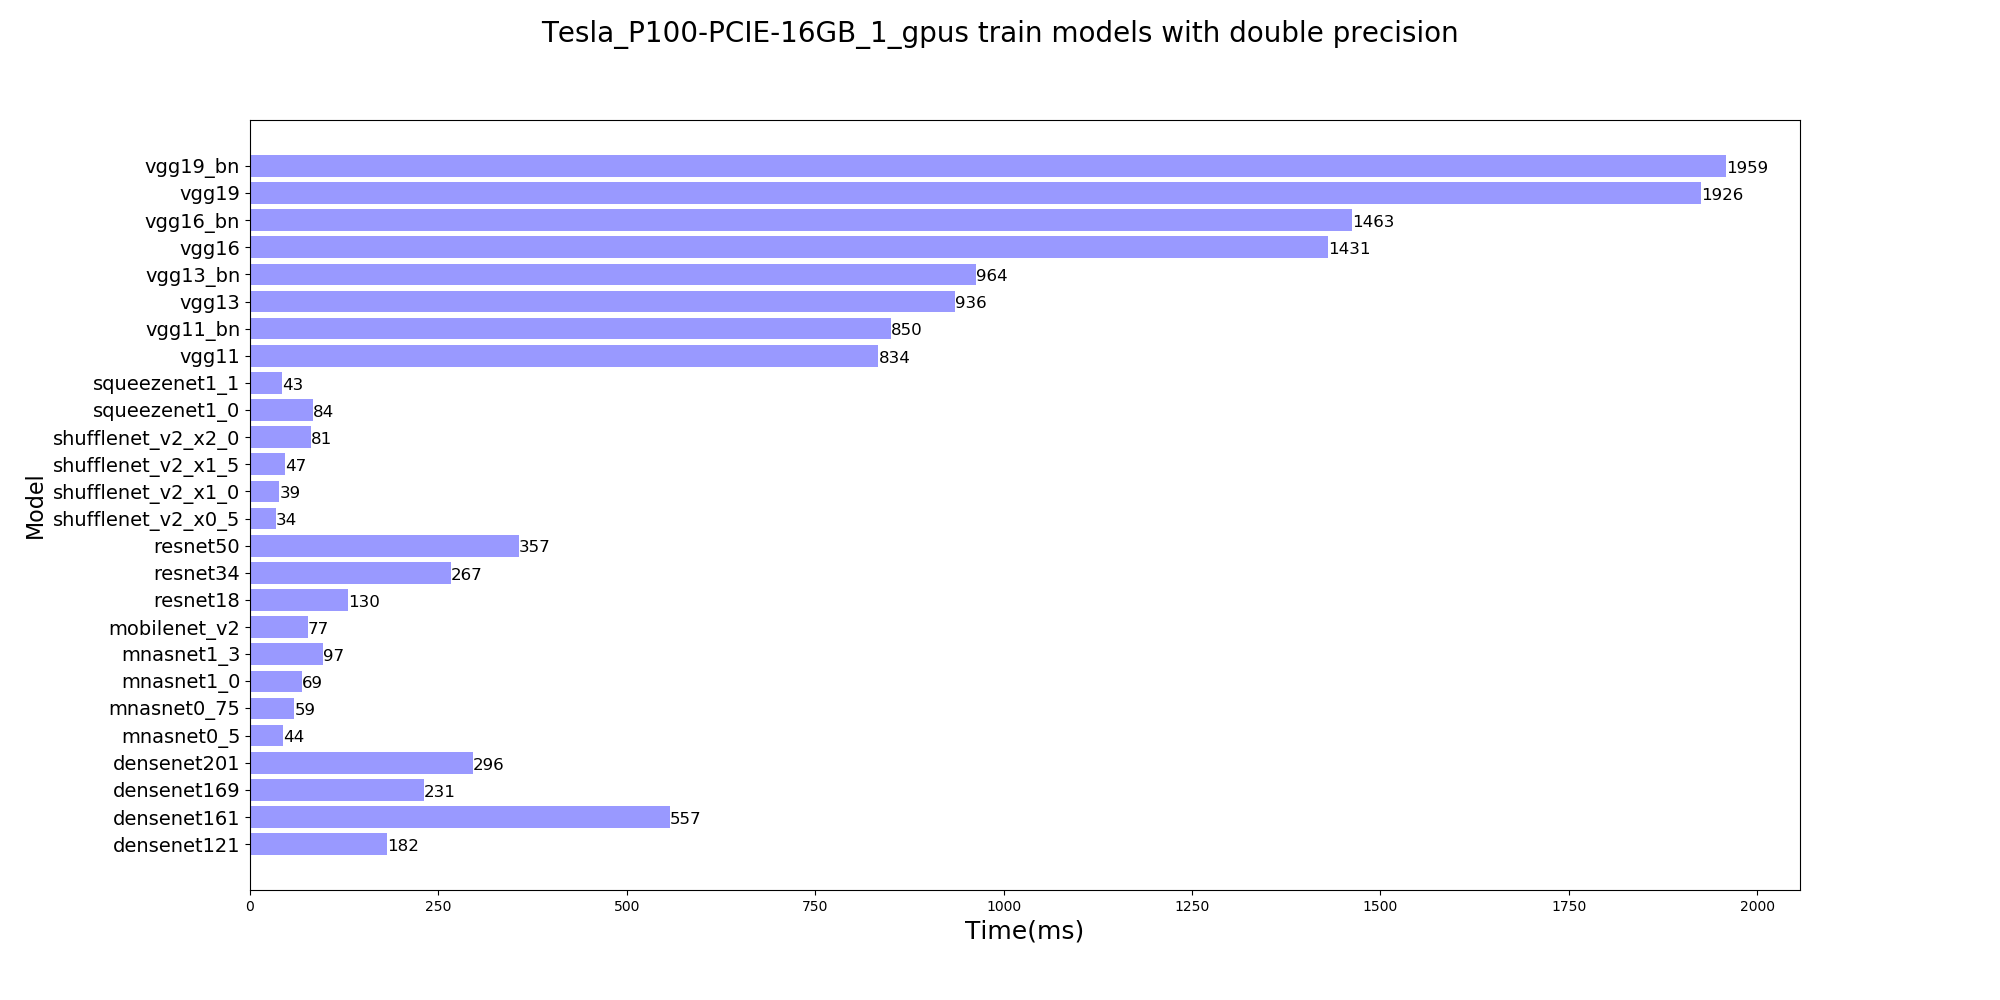 Tesla_P100-PCIE-16GB_1_gpus train models with double precision
vgg19_bn 1959
vgg19 1926
vgg16_bn 1463
vgg16 1431
vgg13_bn 964
vgg13 936
vgg11_bn 850
vgg11 834
squeezenet1_1 43
squeezenet1_0 84
shufflenet_v2_x2_0 81
shufflenet_v2_x1_5 47
shufflenet_v2_x1_0 39
shufflenet_v2_x0_5 34
resnet50 357
resnet34 267
resnet18 130
mobilenet_v2 77
mnasnet1_3 97
mnasnet1_0 69
mnasnet0_75 59
mnasnet0_5 44
densenet201 296
densenet169 231
densenet161 557
densenet121 182
Model
0 250 500 750 1000 1250 1500 1750 2000
Time(ms)